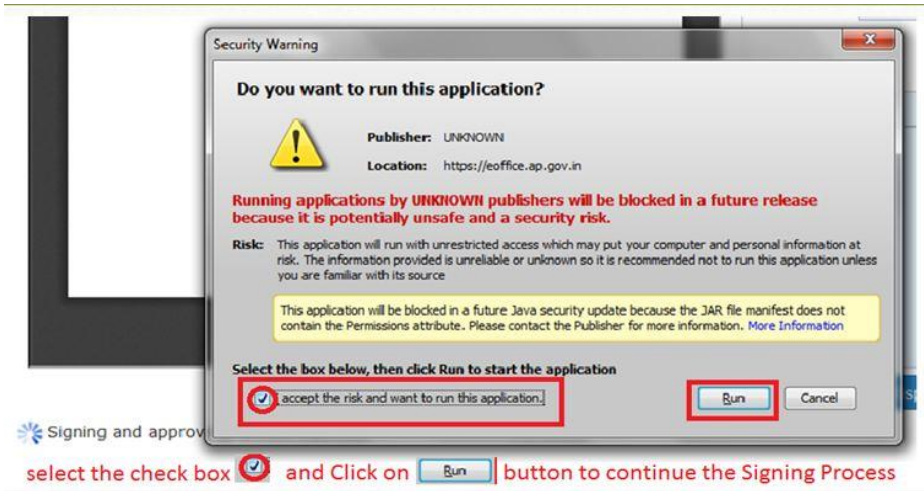 Security Warning
Do you want to run this application?
Publisher: UNKNOWN
Location: https://eoffice.ap.gov.in
Running applications by UNKNOWN publishers will be blocked in a future release
because it is potentially unsafe and a security risk.
Risk: This application will run with unrestricted access which may put your computer and personal information at
risk. The information provided is unreliable or unknown so it is recommended not to run this application unless
you are familiar with its source
This application will be blocked in a future Java security update because the JAR file manifest does not
contain the Permissions attribute. Please contact the Publisher for more information. More Information
Select the box below, then click Run to start the application
I accept the risk and want to run this application.
Run Cancel
Signing and approv
select the check box and Click on Run button to continue the Signing Process